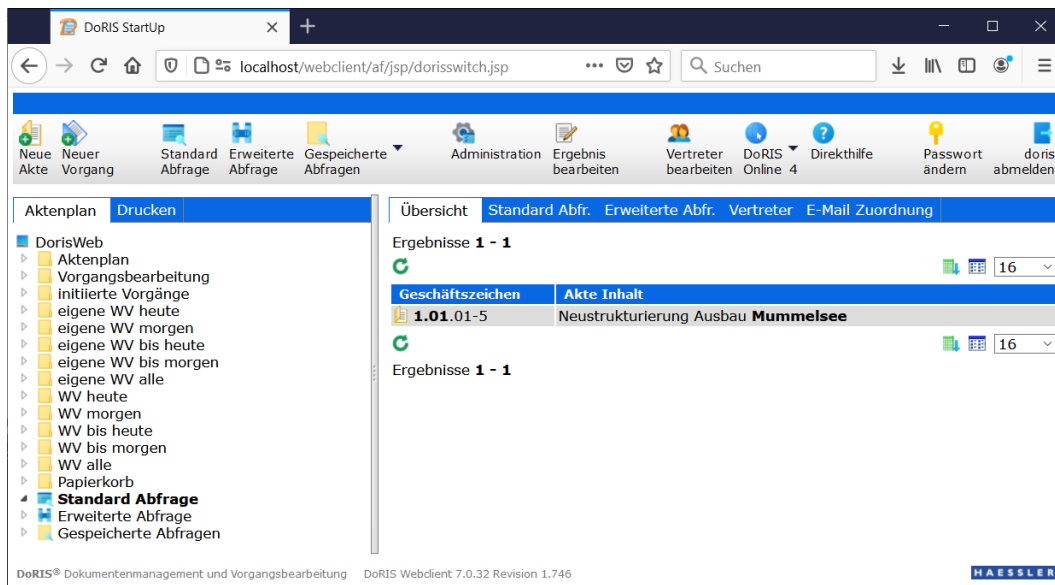 DoRIS StartUp
localhost/webclient/af/jsp/dorisswitch.jsp
Suchen
Neue Akte
Neuer Vorgang
Standard Abfrage
Erweiterte Abfrage
Gespeicherte Abfragen
Administration
Ergebnis bearbeiten
Vertreter bearbeiten
DoRIS Online 4
Direkthilfe
Passwort ändern
doris abmelden
Aktenplan Drucken
DorisWeb
Aktenplan
Vorgangsbearbeitung
initiierte Vorgänge
eigene WV heute
eigene WV morgen
eigene WV bis heute
eigene WV bis morgen
eigene WV alle
WV heute
WV morgen
WV bis heute
WV bis morgen
WV alle
Papierkorb
Standard Abfrage
Erweiterte Abfrage
Gespeicherte Abfragen
Übersicht Standard Abfr. Erweiterte Abfr. Vertreter E-Mail Zuordnung
Ergebnisse 1 - 1
16
Geschäftszeichen Akte Inhalt
1.01.01-5 Neustrukturierung Ausbau Mummelsee
16
Ergebnisse 1 - 1
DoRIS® Dokumentenmanagement und Vorgangsbearbeitung DoRIS Webclient 7.0.32 Revision 1.746
HAESSLER